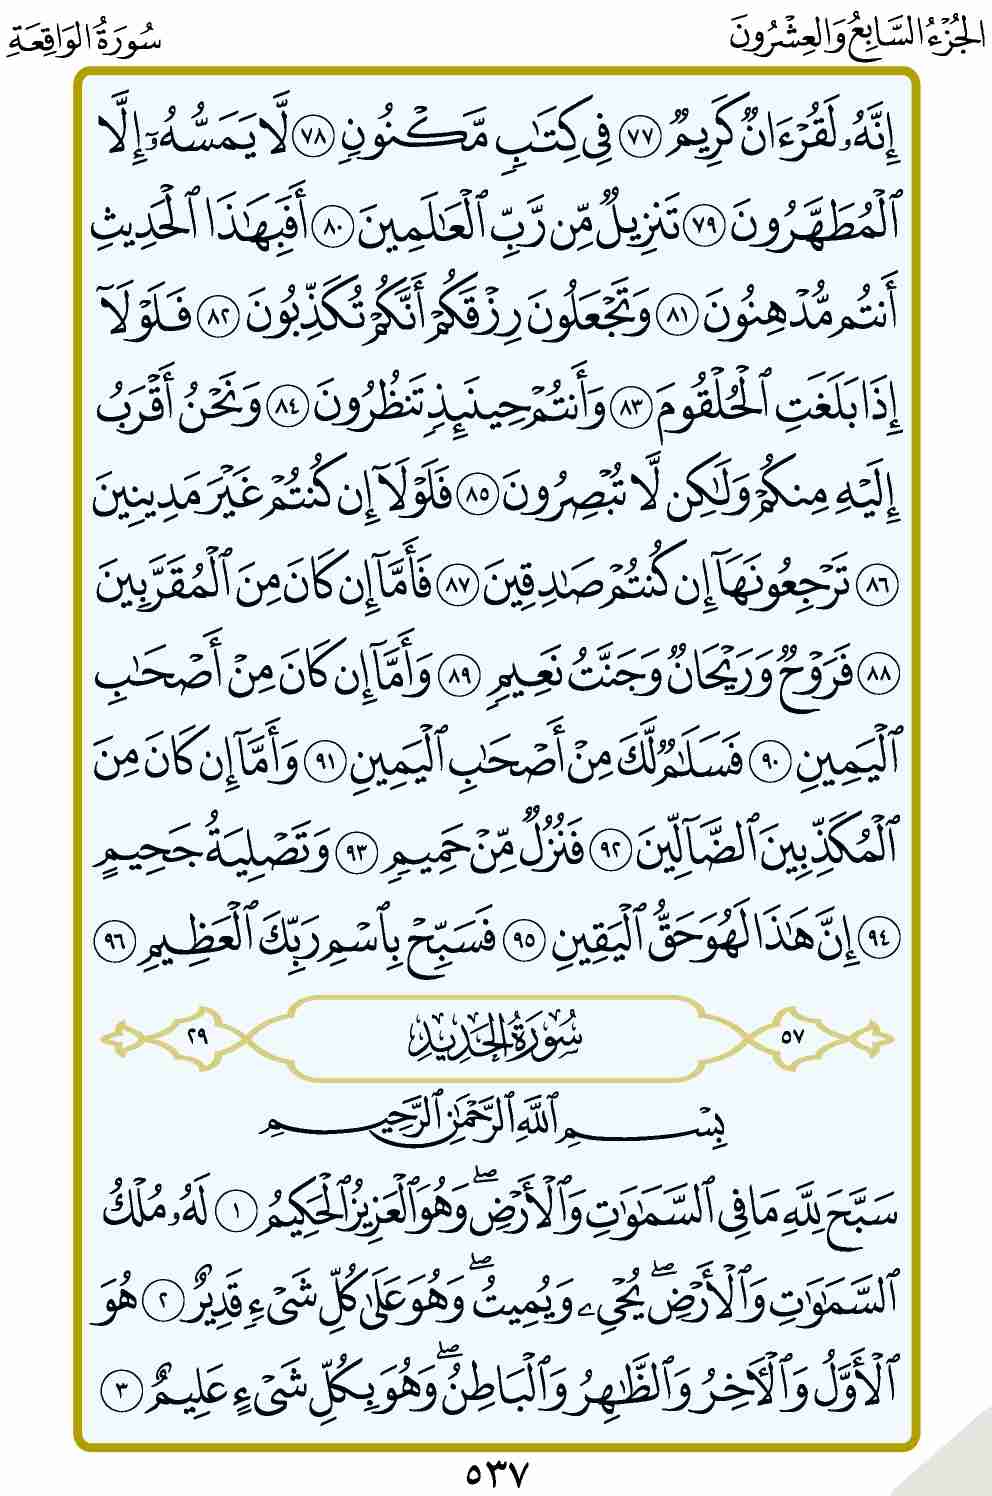 الجُزْءُ السَّابِعُ وَالعِشْرُونَ
سُورَةُ الوَاقِعَةِ
إِنَّهُۥ لَقُرْءَانٌ كَرِيمٌ ٧٧ فِي كِتَٰبٍ مَّكْنُونٍ ٧٨ لَّا يَمَسُّهُۥٓ إِلَّا
ٱلْمُطَهَّرُونَ ٧٩ تَنزِيلٌ مِّن رَّبِّ ٱلْعَٰلَمِينَ ٨٠ أَفَبِهَٰذَا ٱلْحَدِيثِ
أَنتُم مُّدْهِنُونَ ٨١ وَتَجْعَلُونَ رِزْقَكُمْ أَنَّكُمْ تُكَذِّبُونَ ٨٢ فَلَوْلَآ
إِذَا بَلَغَتِ ٱلْحُلْقُومَ ٨٣ وَأَنتُمْ حِينَئِذٍ تَنظُرُونَ ٨٤ وَنَحْنُ أَقْرَبُ
إِلَيْهِ مِنكُمْ وَلَٰكِن لَّا تُبْصِرُونَ ٨٥ فَلَوْلَآ إِن كُنتُمْ غَيْرَ مَدِينِينَ
٨٦ تَرْجِعُونَهَآ إِن كُنتُمْ صَٰدِقِينَ ٨٧ فَأَمَّآ إِن كَانَ مِنَ ٱلْمُقَرَّبِينَ
٨٨ فَرَوْحٌ وَرَيْحَانٌ وَجَنَّتُ نَعِيمٍ ٨٩ وَأَمَّآ إِن كَانَ مِنْ أَصْحَٰبِ
ٱلْيَمِينِ ٩٠ فَسَلَٰمٌ لَّكَ مِنْ أَصْحَٰبِ ٱلْيَمِينِ ٩١ وَأَمَّآ إِن كَانَ مِنَ
ٱلْمُكَذِّبِينَ ٱلضَّآلِّينَ ٩٢ فَنُزُلٌ مِّنْ حَمِيمٍ ٩٣ وَتَصْلِيَةُ جَحِيمٍ
٩٤ إِنَّ هَٰذَا لَهُوَ حَقُّ ٱلْيَقِينِ ٩٥ فَسَبِّحْ بِٱسْمِ رَبِّكَ ٱلْعَظِيمِ ٩٦
٥٧ سُورَةُ الحَدِيدِ ٢٩
بِسْمِ ٱللَّهِ ٱلرَّحْمَٰنِ ٱلرَّحِيمِ
سَبَّحَ لِلَّهِ مَا فِي ٱلسَّمَٰوَٰتِ وَٱلْأَرْضِۖ وَهُوَ ٱلْعَزِيزُ ٱلْحَكِيمُ ١ لَهُۥ مُلْكُ
ٱلسَّمَٰوَٰتِ وَٱلْأَرْضِۖ يُحْيِۦ وَيُمِيتُۖ وَهُوَ عَلَىٰ كُلِّ شَيْءٍ قَدِيرٌ ٢ هُوَ
ٱلْأَوَّلُ وَٱلْءَاخِرُ وَٱلظَّٰهِرُ وَٱلْبَاطِنُۖ وَهُوَ بِكُلِّ شَيْءٍ عَلِيمٌ ٣
٥٣٧